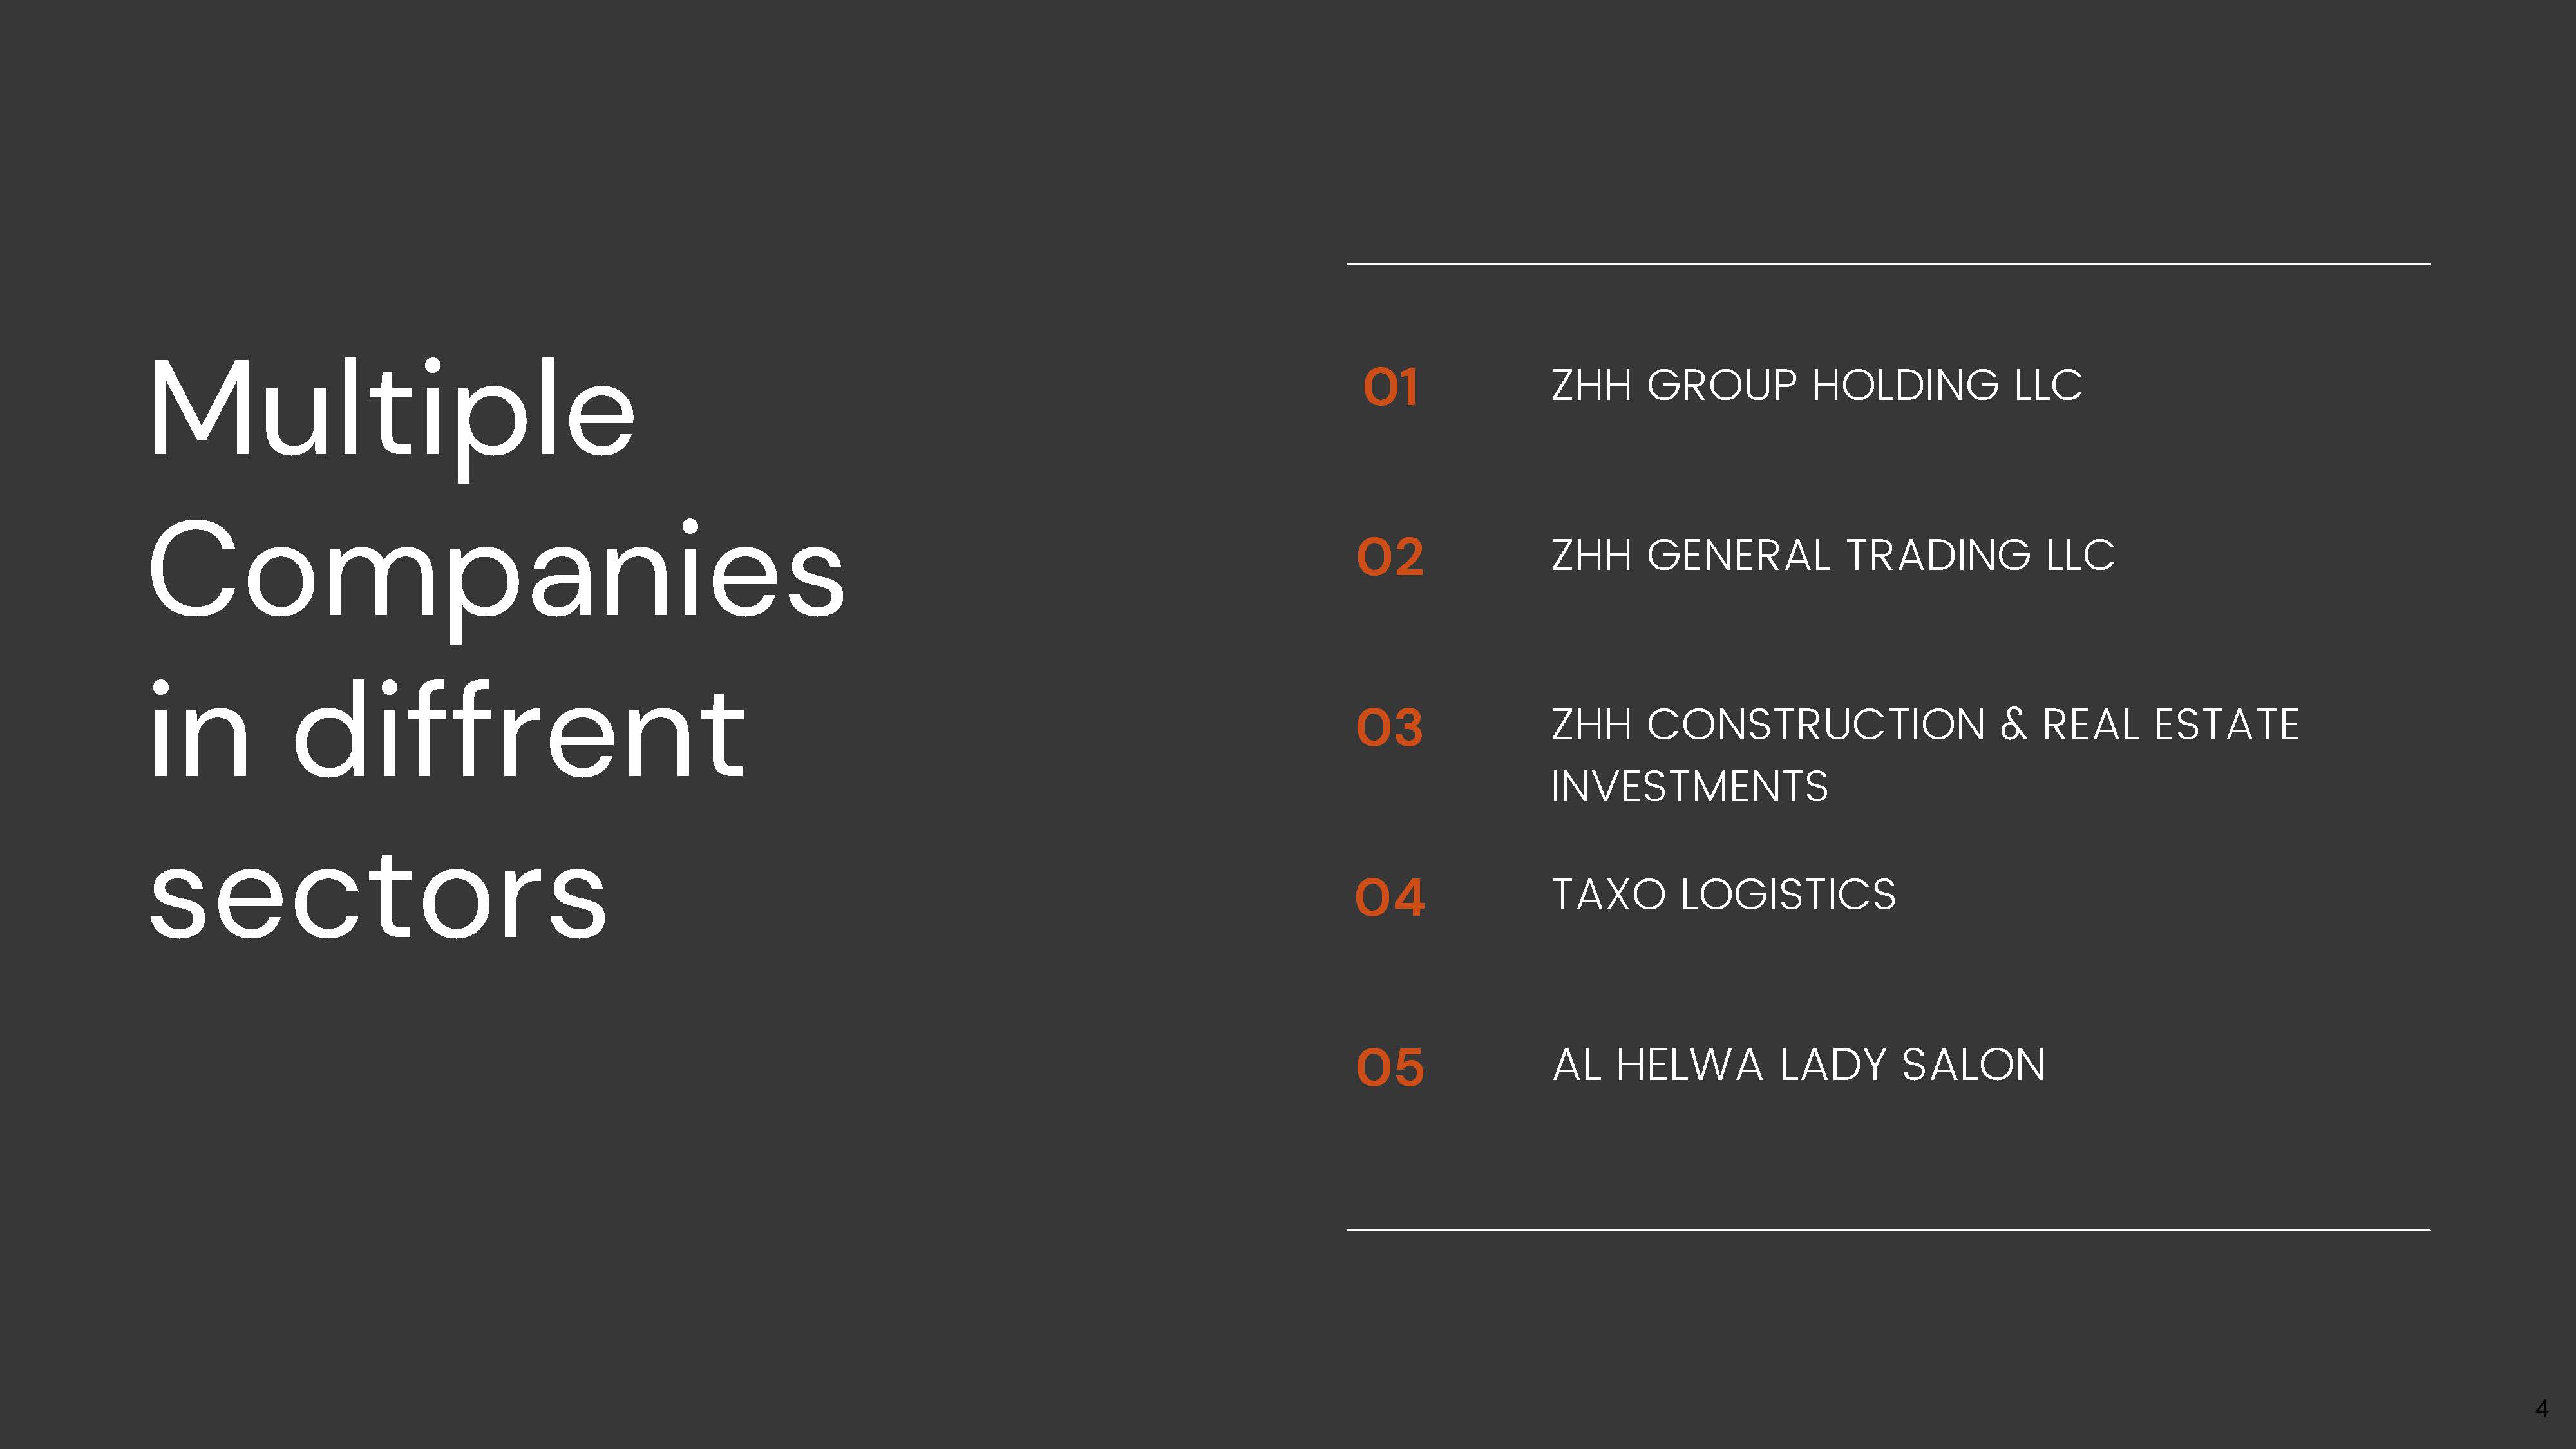 Multiple
Companies
in diffrent
sectors
01 ZHH GROUP HOLDING LLC
02 ZHH GENERAL TRADING LLC
03 ZHH CONSTRUCTION & REAL ESTATE
INVESTMENTS
04 TAXO LOGISTICS
05 AL HELWA LADY SALON
4